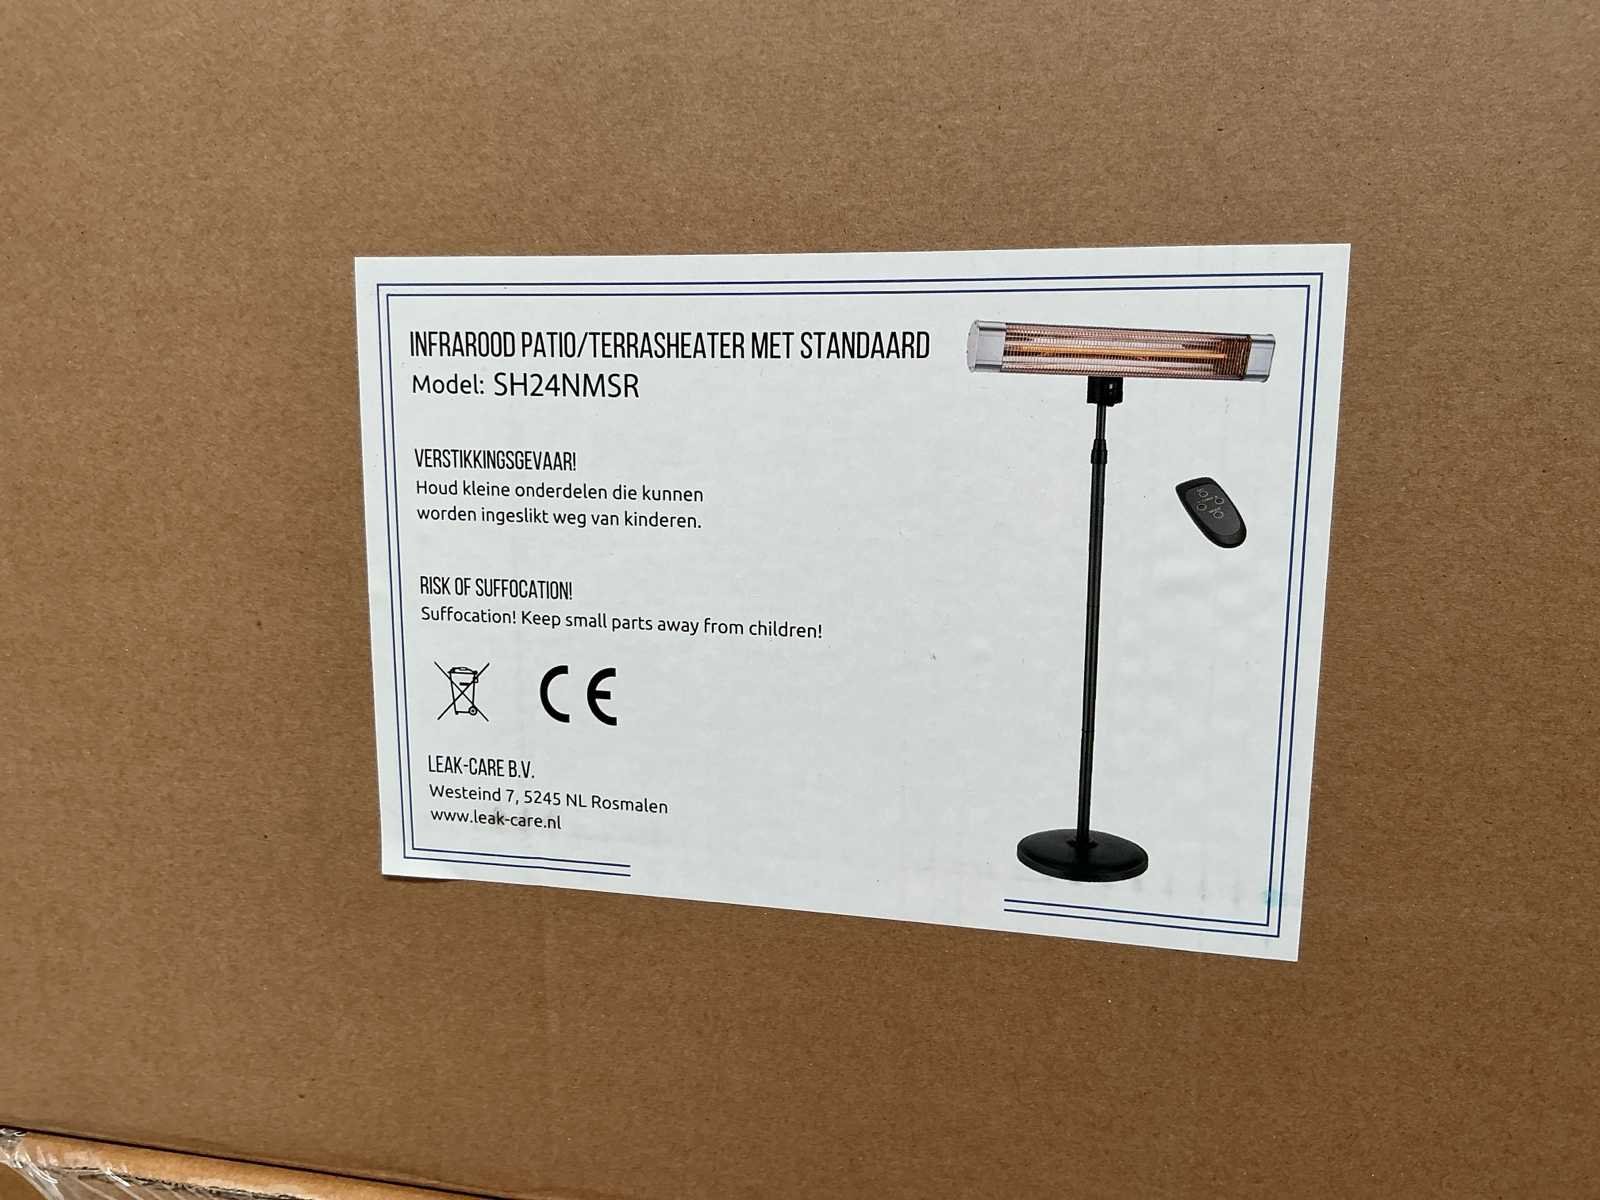 INFRAROOD PATIO/TERRASHEATER MET STANDAARD
Model: SH24NMSR
VERSTIKKINGSGEVAAR!
Houd kleine onderdelen die kunnen
worden ingeslikt weg van kinderen.
RISK OF SUFFOCATION!
Suffocation! Keep small parts away from children!
CE
LEAK-CARE B.V.
Westeind 7, 5245 NL Rosmalen
www.leak-care.nl